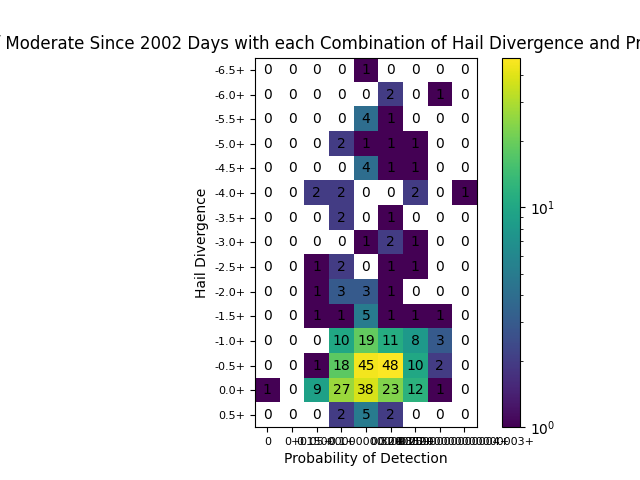 Moderate Since 2002 Days with each Combination of Hail Divergence and Pr
-6.5+ 0 0 0 0 1 0 0 0 0
-6.0+ 0 0 0 0 0 2 0 1 0
-5.5+ 0 0 0 0 4 1 0 0 0
-5.0+ 0 0 0 2 1 1 1 0 0
-4.5+ 0 0 0 0 4 1 1 0 0
-4.0+ 0 0 2 2 0 0 2 0 1
-3.5+ 0 0 0 2 0 1 0 0 0
-3.0+ 0 0 0 0 1 2 1 0 0
-2.5+ 0 0 1 2 0 1 1 0 0
-2.0+ 0 0 1 3 3 1 0 0 0
-1.5+ 0 0 1 1 5 1 1 1 0
-1.0+ 0 0 0 10 19 11 8 3 0
-0.5+ 0 0 1 18 45 48 10 2 0
0.0+ 1 0 9 27 38 23 12 1 0
0.5+ 0 0 0 2 5 2 0 0 0
0
Probability of Detection
Hail Divergence
10¹
10⁰